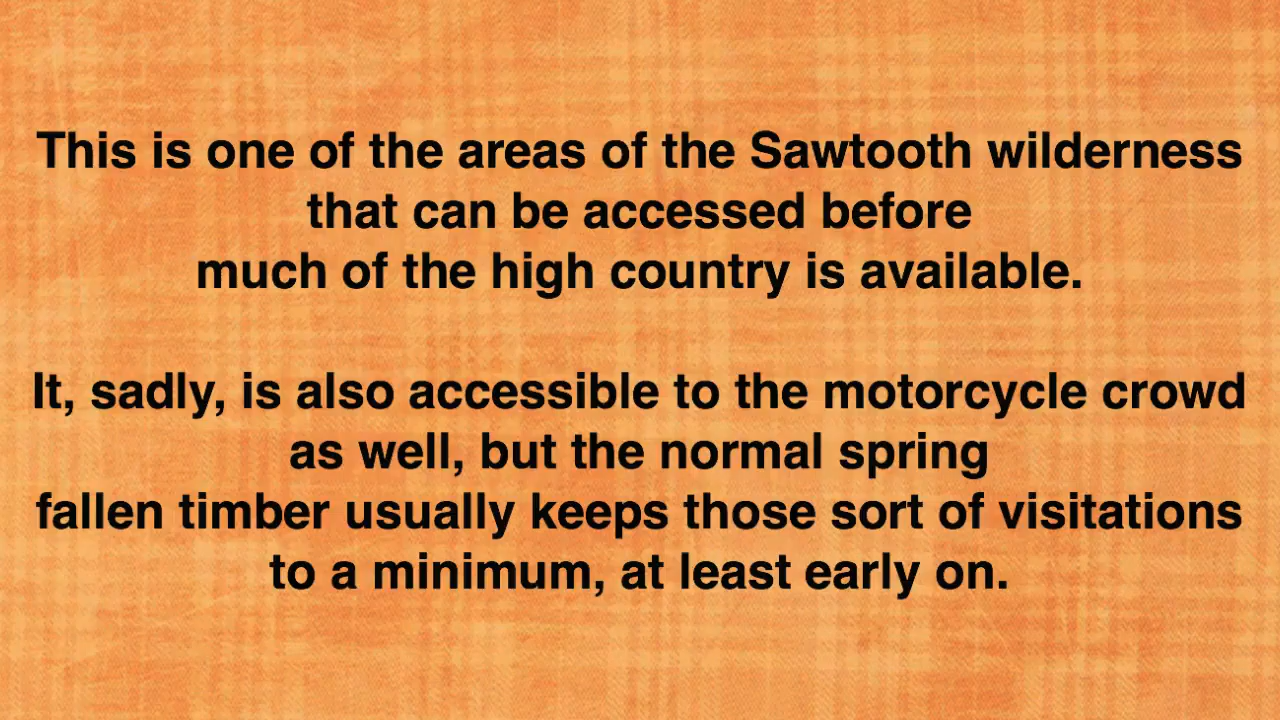 This is one of the areas of the Sawtooth wilderness
that can be accessed before
much of the high country is available.
It, sadly, is also accessible to the motorcycle crowd
as well, but the normal spring
fallen timber usually keeps those sort of visitations
to a minimum, at least early on.